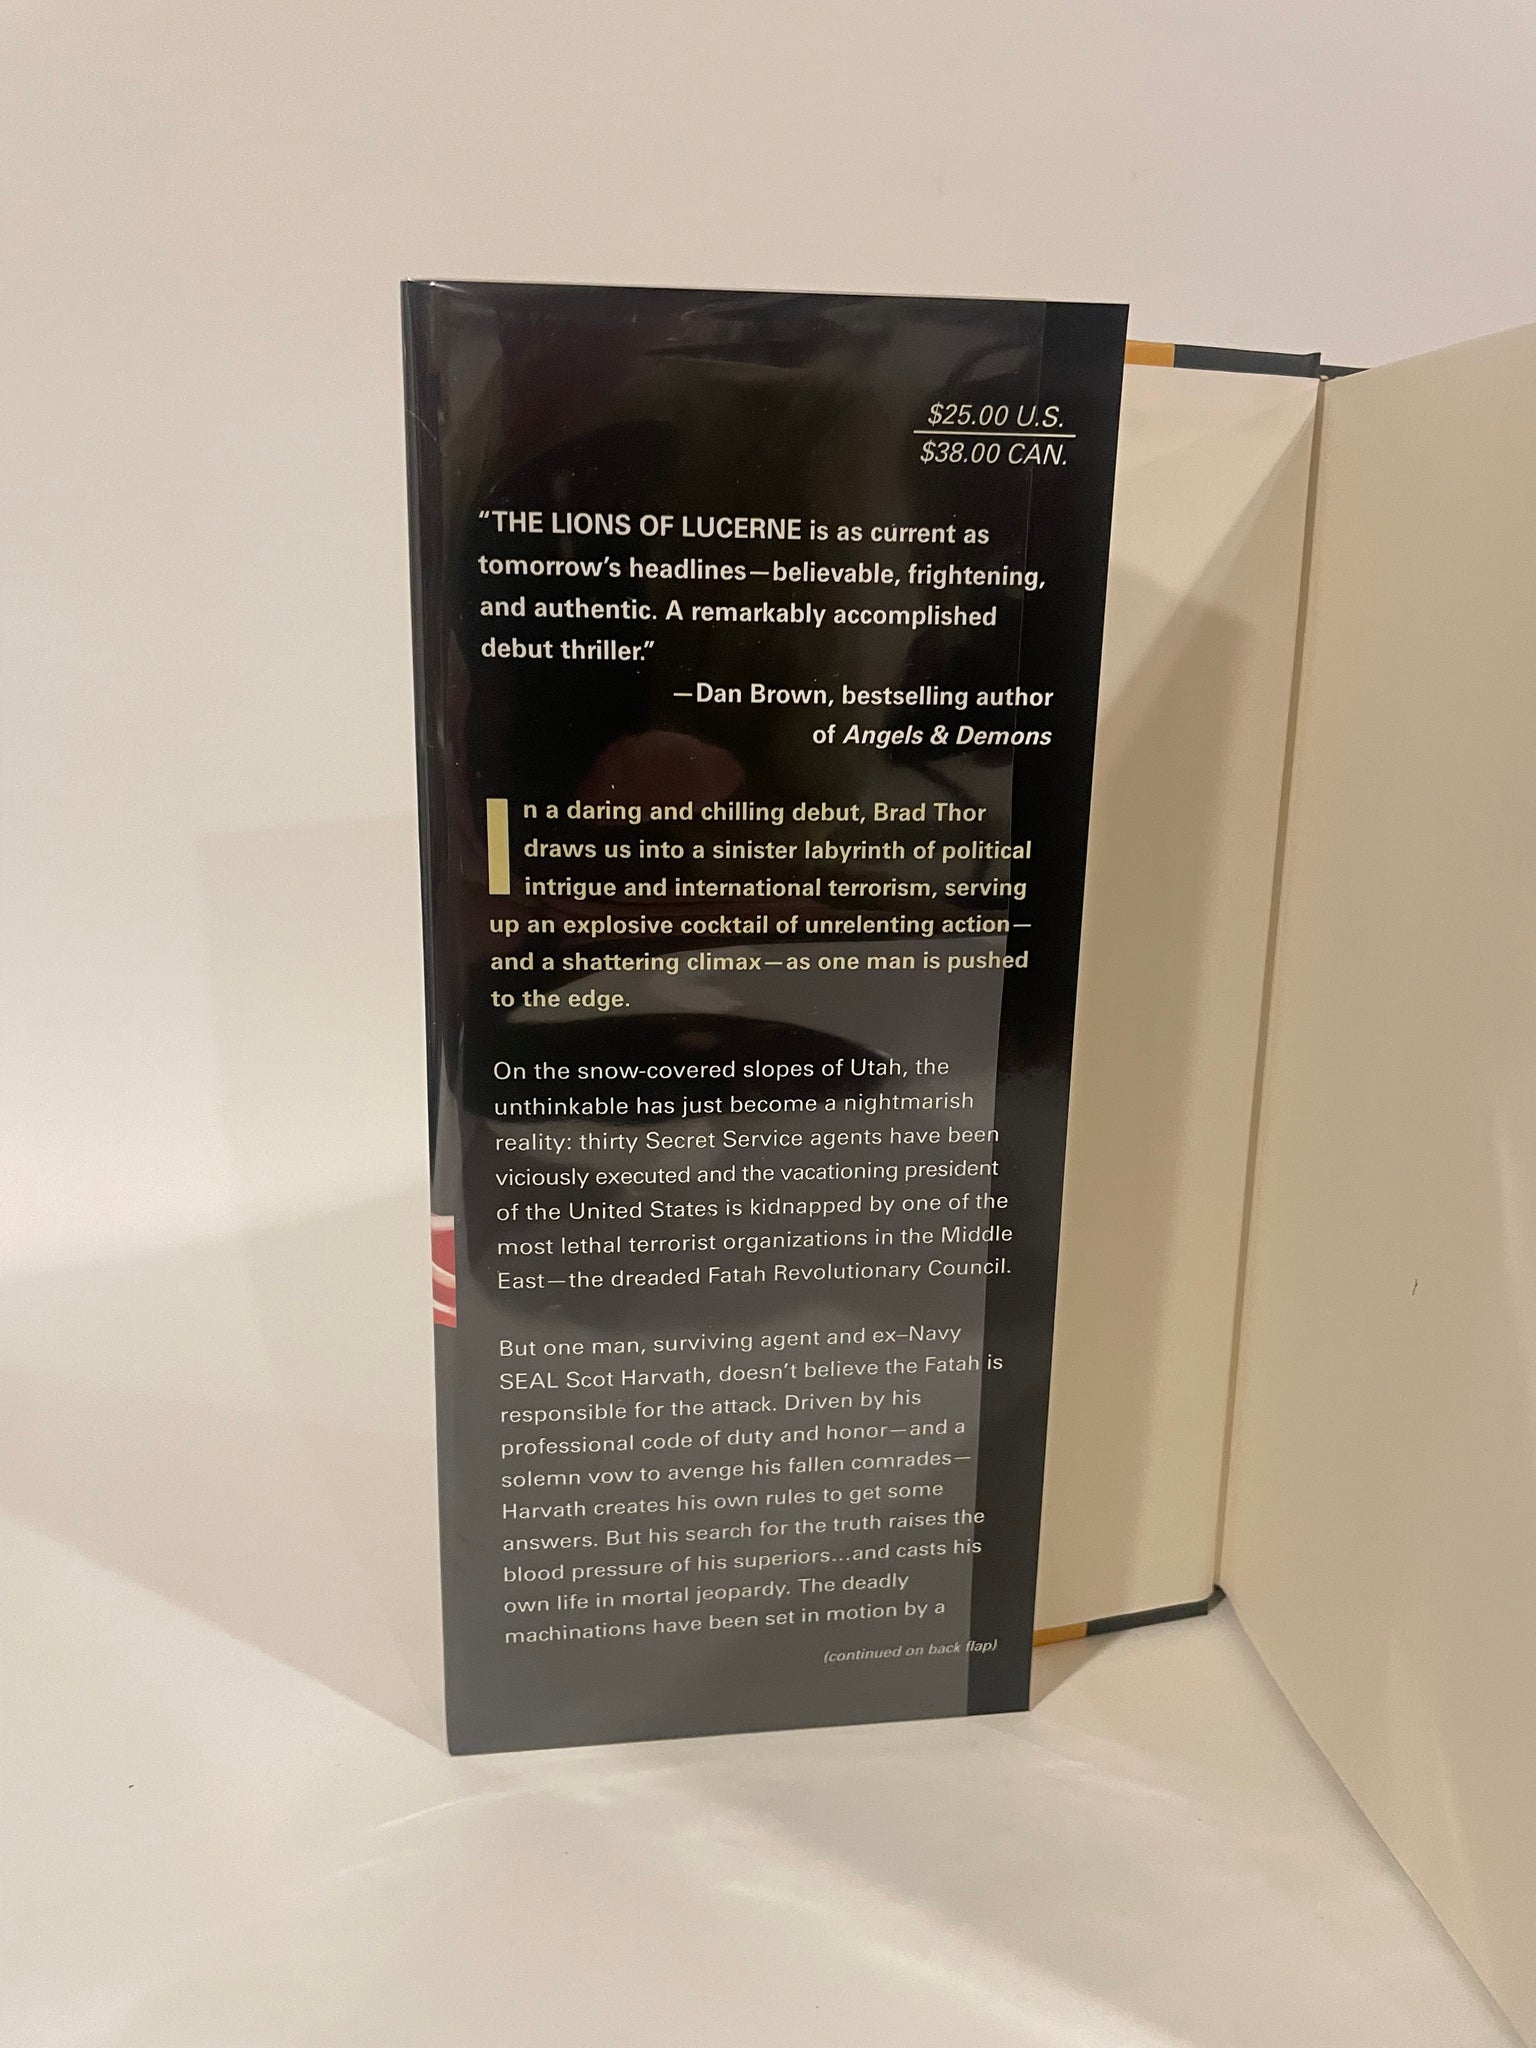 $25.00 U.S.
$38.00 CAN.
“THE LIONS OF LUCERNE is as current as
tomorrow’s headlines—believable, frightening,
and authentic. A remarkably accomplished
debut thriller.”
—Dan Brown, bestselling author
of Angels & Demons
In a daring and chilling debut, Brad Thor
draws us into a sinister labyrinth of political
intrigue and international terrorism, serving
up an explosive cocktail of unrelenting action—
and a shattering climax—as one man is pushed
to the edge.
On the snow-covered slopes of Utah, the
unthinkable has just become a nightmarish
reality: thirty Secret Service agents have been
viciously executed and the vacationing president
of the United States is kidnapped by one of the
most lethal terrorist organizations in the Middle
East—the dreaded Fatah Revolutionary Council.
But one man, surviving agent and ex–Navy
SEAL Scot Harvath, doesn’t believe the Fatah is
responsible for the attack. Driven by his
professional code of duty and honor—and a
solemn vow to avenge his fallen comrades—
Harvath creates his own rules to get some
answers. But his search for the truth raises the
blood pressure of his superiors...and casts his
own life in mortal jeopardy. The deadly
machinations have been set in motion by a
(continued on back flap)